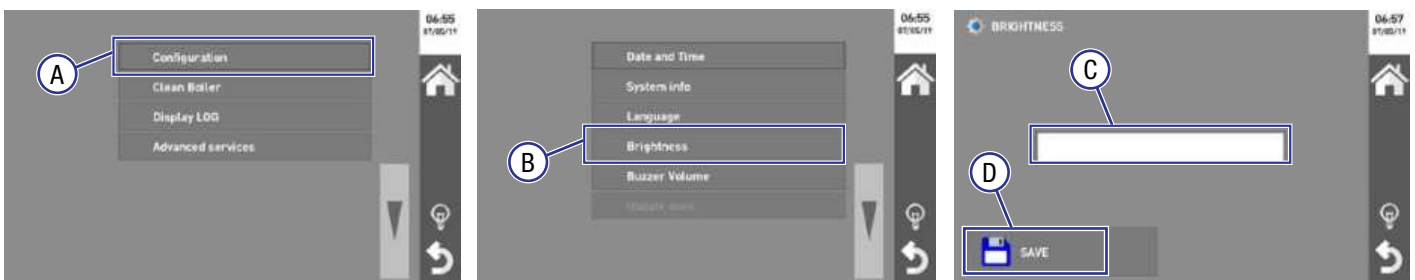 06:55
07/05/19
Configuration
A
Clean Boiler
Display LOG
Advanced services
06:55
07/05/19
Date and Time
System info
Language
Brightness
B
Buzzer Volume
BRIGHTNESS
06:57
07/05/19
C
D
SAVE